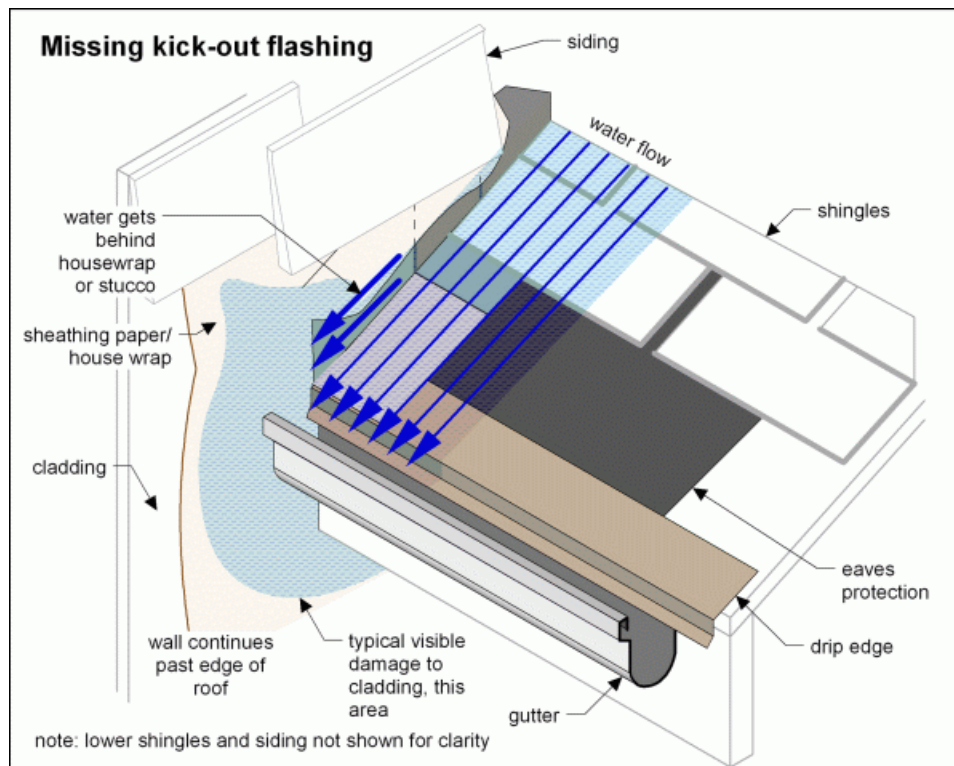 Missing kick-out flashing
siding
water flow
shingles
water gets
behind
housewrap
or stucco
sheathing paper/
house wrap
cladding
eaves
protection
drip edge
wall continues
past edge of
roof
typical visible
damage to
cladding, this
area
gutter
note: lower shingles and siding not shown for clarity